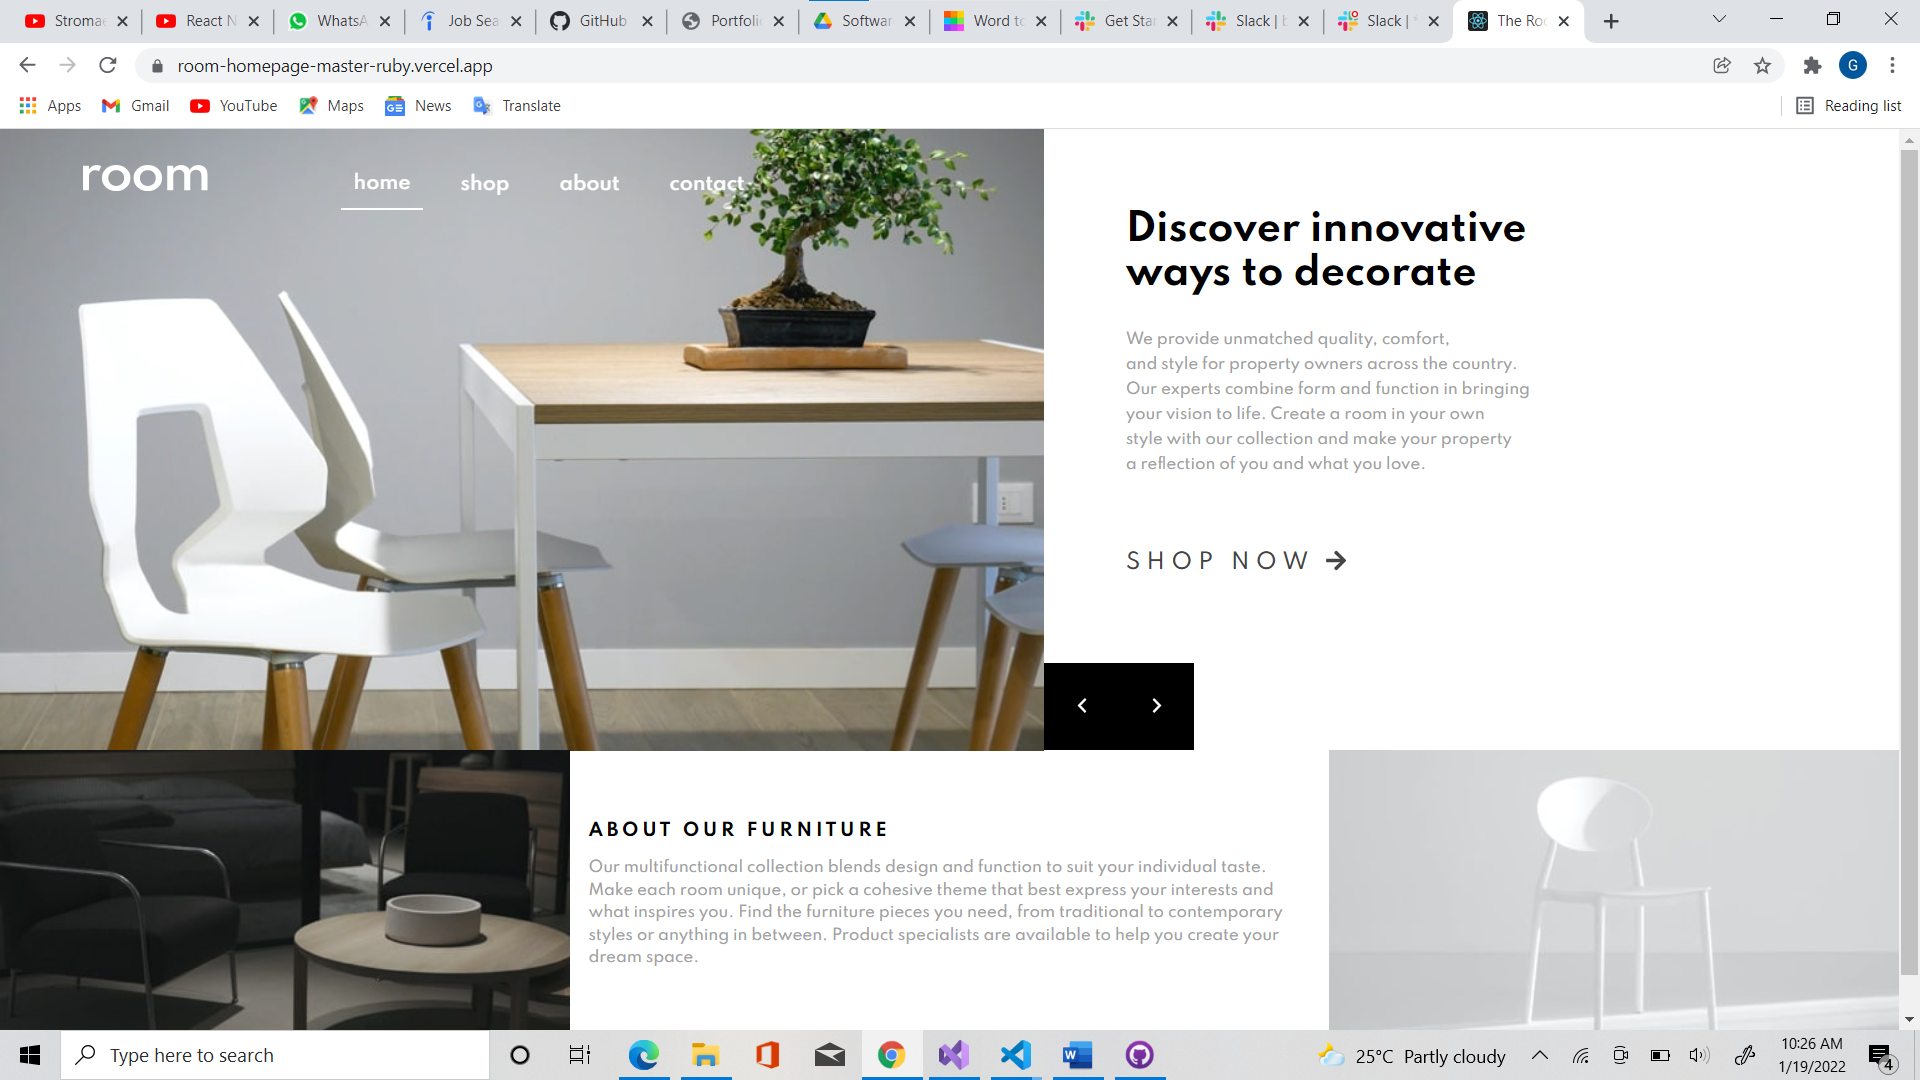 Stromae
React N
WhatsA
Job Sea
GitHub
Portfolio
Softwar
Word to
Get Star
Slack | b
Slack | *
The Roo
room-homepage-master-ruby.vercel.app
G
Apps
Gmail
YouTube
Maps
News
Translate
Reading list
room
home
shop
about
contact
Discover innovative
ways to decorate
We provide unmatched quality, comfort,
and style for property owners across the country.
Our experts combine form and function in bringing
your vision to life. Create a room in your own
style with our collection and make your property
a reflection of you and what you love.
SHOP NOW
ABOUT OUR FURNITURE
Our multifunctional collection blends design and function to suit your individual taste.
Make each room unique, or pick a cohesive theme that best express your interests and
what inspires you. Find the furniture pieces you need, from traditional to contemporary
styles or anything in between. Product specialists are available to help you create your
dream space.
Type here to search
25°C Partly cloudy
10:26 AM
1/19/2022
4